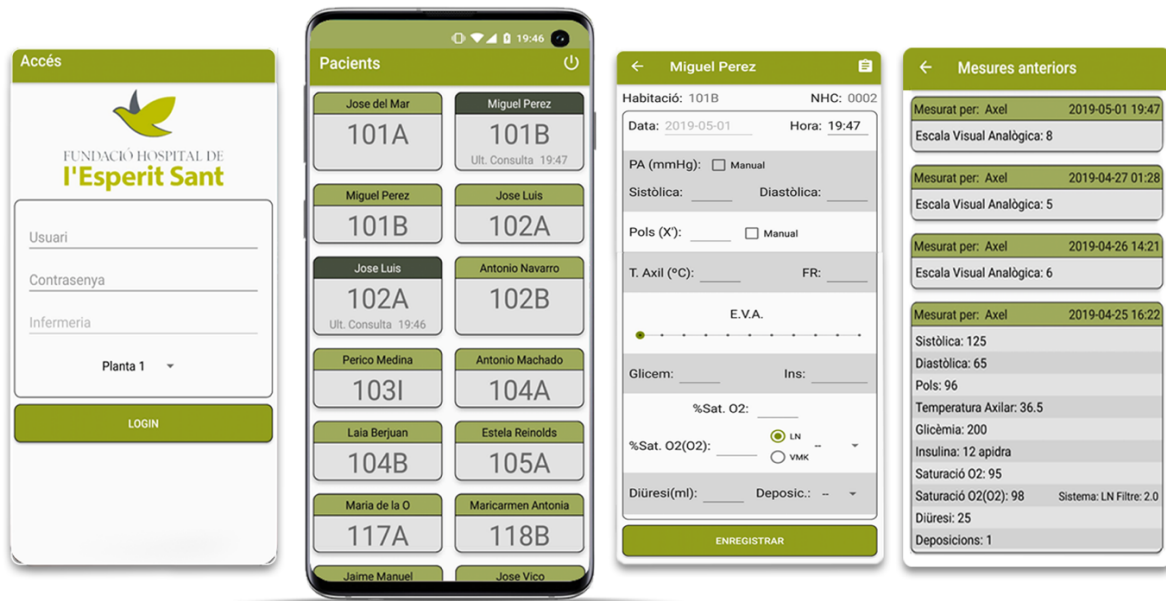 Accés
FUNDACIÓ HOSPITAL DE
l'Esperit Sant
Usuari
Contrasenya
Infermeria
Planta 1
LOGIN
19:46
Pacients
Jose del Mar
101A
Miguel Perez
101B
Ult. Consulta 19:47
Miguel Perez
101B
Jose Luis
102A
Jose Luis
102A
Ult. Consulta 19:46
Antonio Navarro
102B
Perico Medina
103I
Antonio Machado
104A
Laia Berjuan
104B
Estela Reinolds
105A
Maria de la O
117A
Maricarmen Antonia
118B
Jaime Manuel
Jose Vico
Miguel Perez
Habitació: 101B NHC: 0002
Data: 2019-05-01 Hora: 19:47
PA (mmHg): Manual
Sistòlica: Diastòlica:
Pols (X'): Manual
T. Axil (ºC): FR:
E.V.A.
Glicem: Ins:
%Sat. O2:
%Sat. O2(O2): LN --
VMK
Diüresi(ml): Deposic.: --
ENREGISTRAR
Mesures anteriors
Mesurat per: Axel 2019-05-01 19:47
Escala Visual Analògica: 8
Mesurat per: Axel 2019-04-27 01:28
Escala Visual Analògica: 5
Mesurat per: Axel 2019-04-26 14:21
Escala Visual Analògica: 6
Mesurat per: Axel 2019-04-25 16:22
Sistòlica: 125
Diastòlica: 65
Pols: 96
Temperatura Axilar: 36.5
Glicèmia: 200
Insulina: 12 apidra
Saturació O2: 95
Saturació O2(O2): 98 Sistema: LN Filtre: 2.0
Diüresi: 25
Deposicions: 1